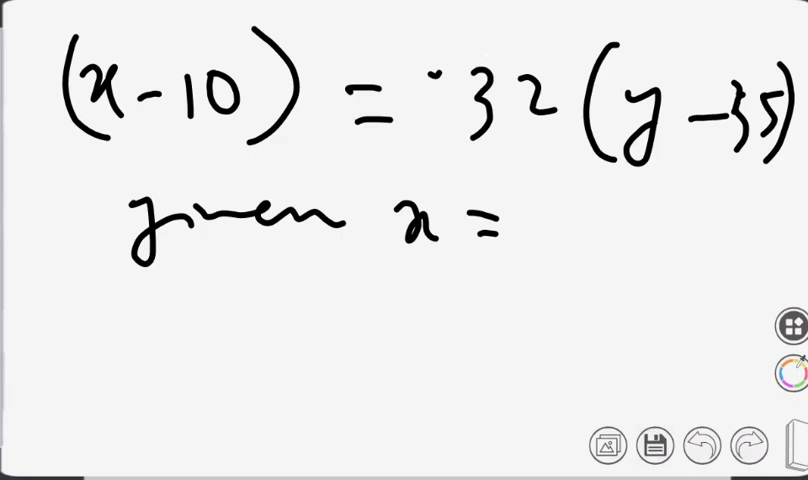 (x - 10) = .32 (y - 35)
given x =